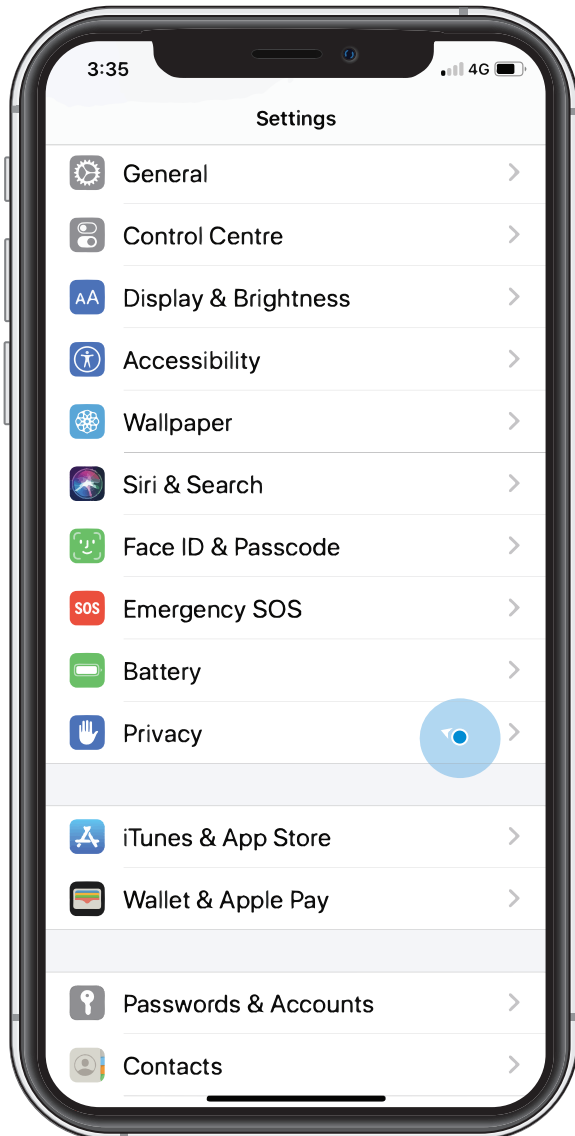 3:35 4G
Settings
General
Control Centre
AA Display & Brightness
Accessibility
Wallpaper
Siri & Search
Face ID & Passcode
SOS Emergency SOS
Battery
Privacy
iTunes & App Store
Wallet & Apple Pay
Passwords & Accounts
Contacts